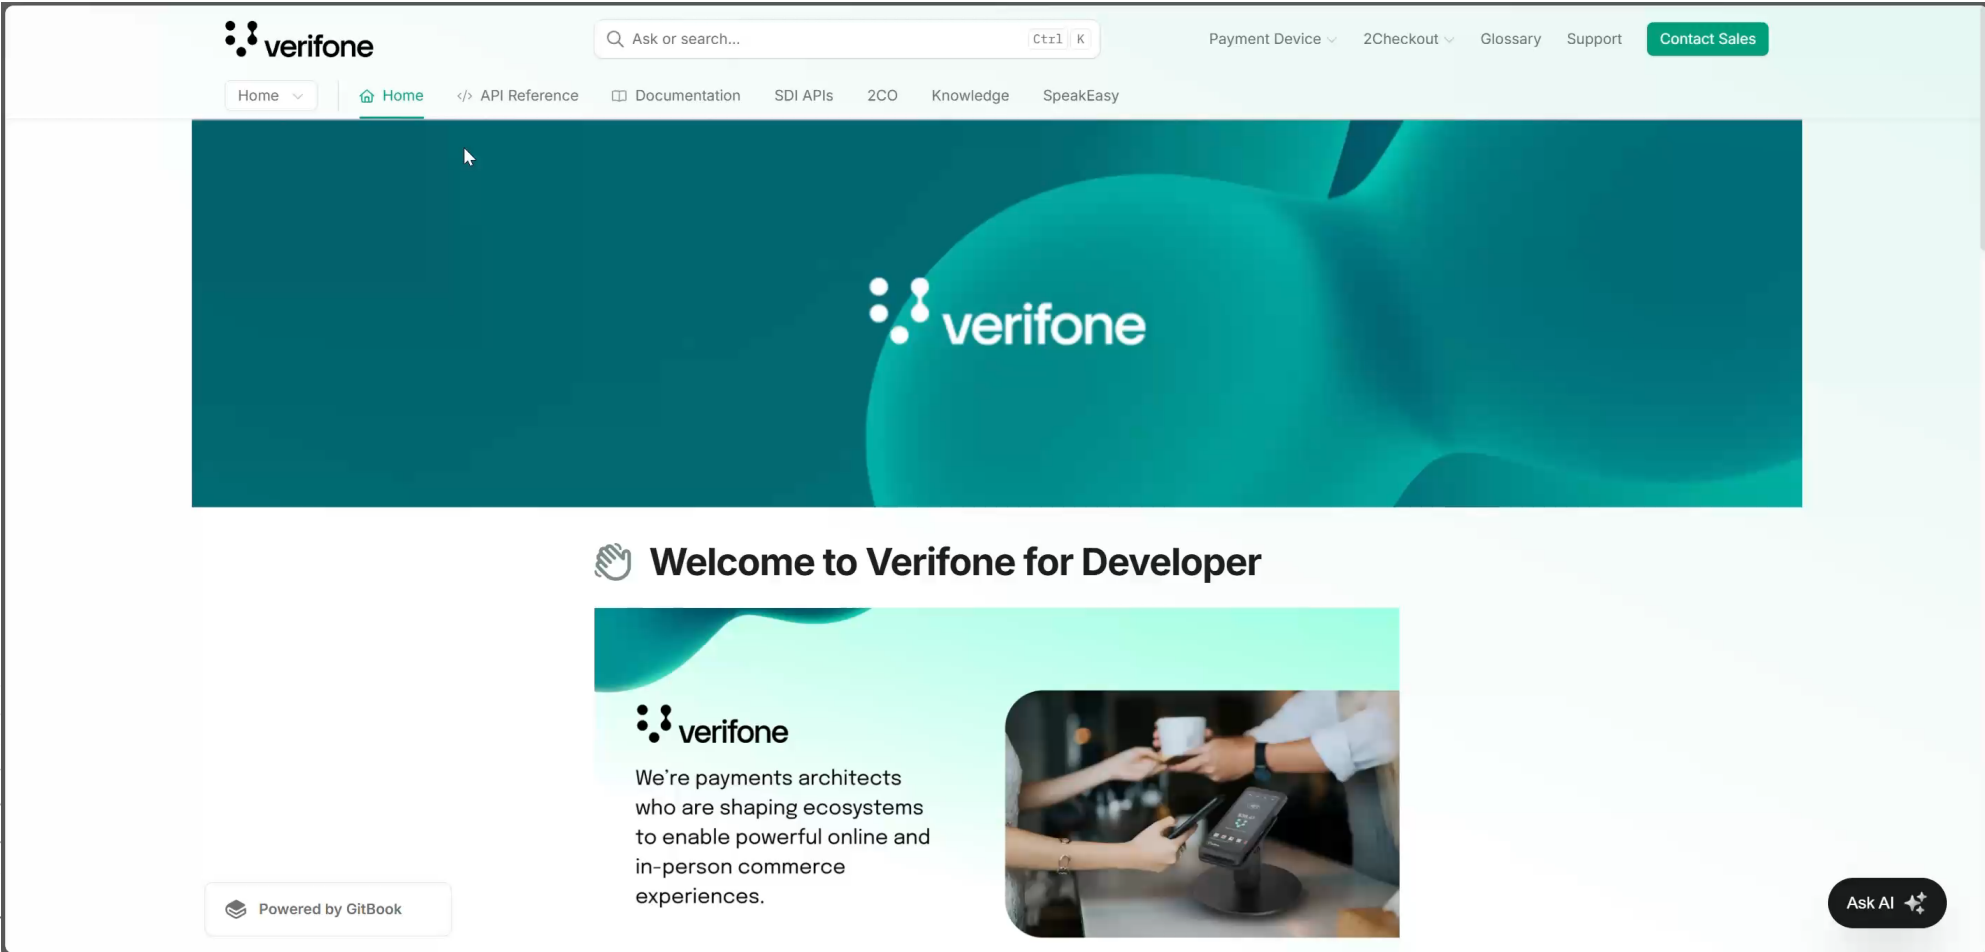 verifone
Ask or search...
Ctrl K
Payment Device
2Checkout
Glossary
Support
Contact Sales
Home
Home
API Reference
Documentation
SDI APIs
2CO
Knowledge
SpeakEasy
verifone
Welcome to Verifone for Developer
verifone
We're payments architects
who are shaping ecosystems
to enable powerful online and
in-person commerce
experiences.
Powered by GitBook
Ask AI